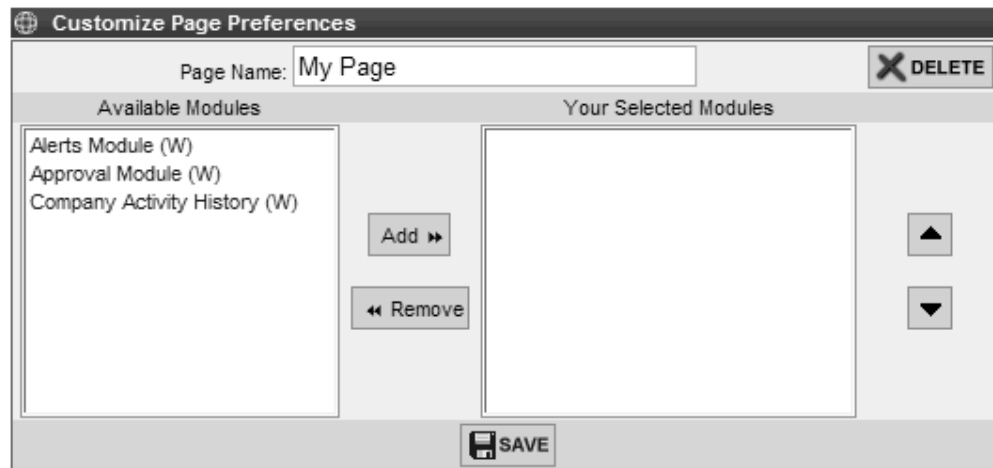 Customize Page Preferences
Page Name: My Page
DELETE
Available Modules
Your Selected Modules
Alerts Module (W)
Approval Module (W)
Company Activity History (W)
Add
Remove
SAVE